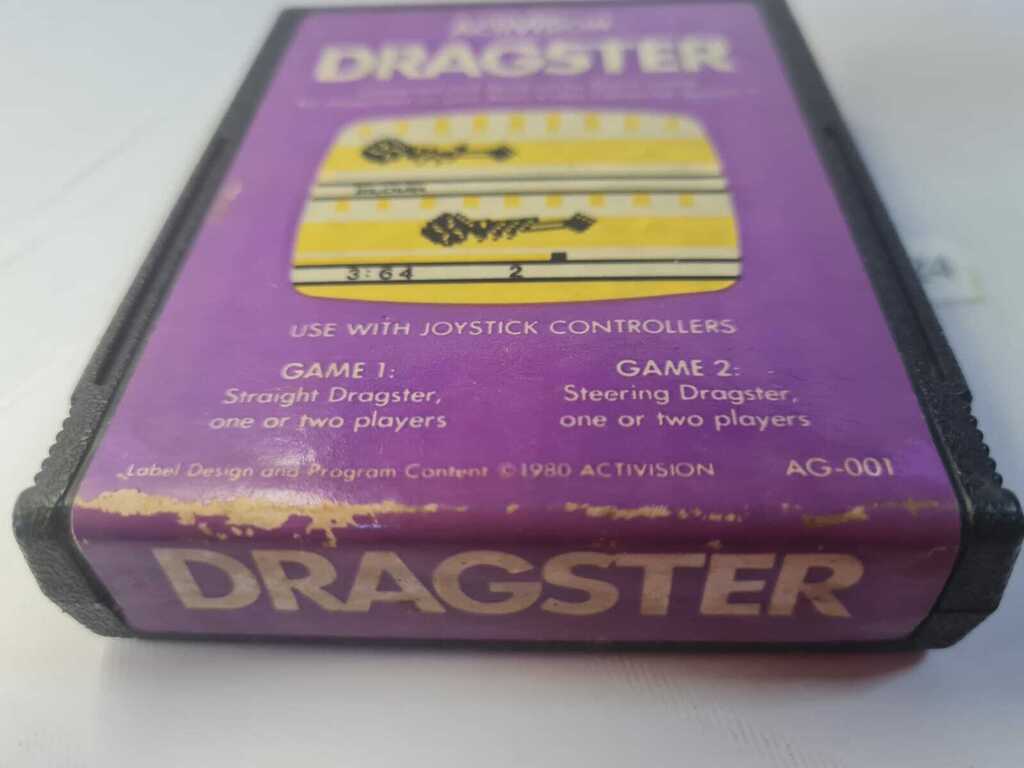 ACTIVISION
DRAGSTER
3:64 2
USE WITH JOYSTICK CONTROLLERS
GAME 1:
Straight Dragster,
one or two players
GAME 2:
Steering Dragster,
one or two players
Label Design and Program Content ©1980 ACTIVISION AG-001
DRAGSTER